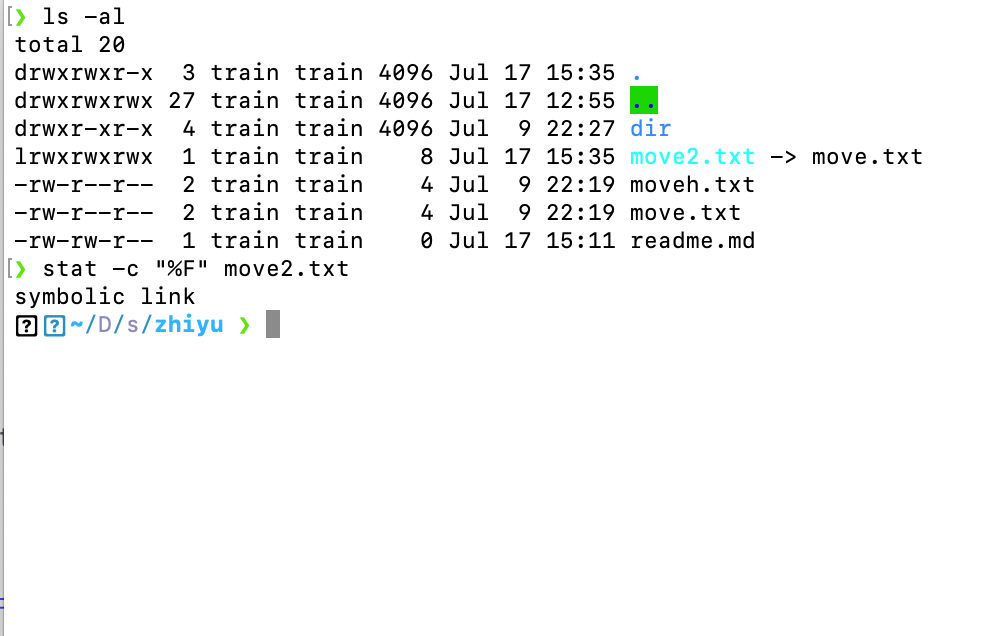 ❯ ls -al
total 20
drwxrwxr-x  3 train train 4096 Jul 17 15:35 .
drwxrwxrwx 27 train train 4096 Jul 17 12:55 ..
drwxr-xr-x  4 train train 4096 Jul  9 22:27 dir
lrwxrwxrwx  1 train train    8 Jul 17 15:35 move2.txt -> move.txt
-rw-r--r--  2 train train    4 Jul  9 22:19 moveh.txt
-rw-r--r--  2 train train    4 Jul  9 22:19 move.txt
-rw-rw-r--  1 train train    0 Jul 17 15:11 readme.md
❯ stat -c "%F" move2.txt
symbolic link
~/D/s/zhiyu ❯